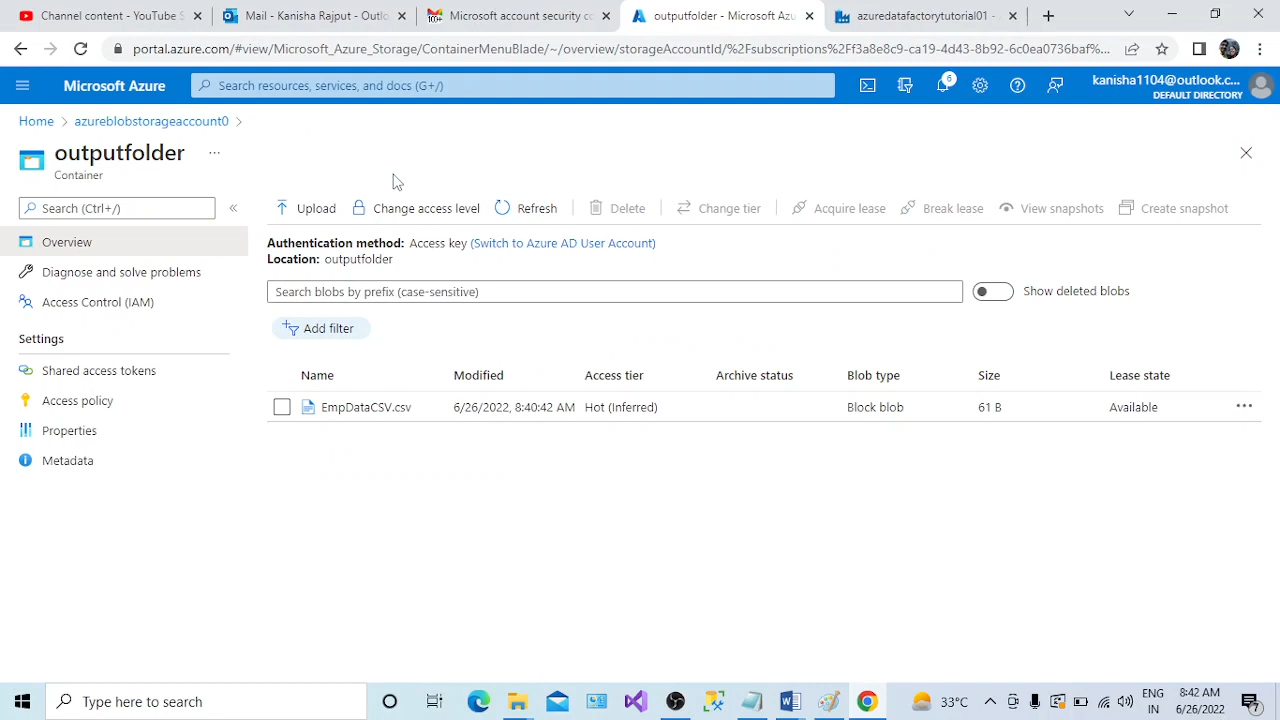 Channel content - YouTube S
Mail - Kanisha Rajput - Outlo
Microsoft account security co
outputfolder - Microsoft Azu
azuredatafactorytutorial01 -
portal.azure.com/#view/Microsoft_Azure_Storage/ContainerMenuBlade/~/overview/storageAccountId/%2Fsubscriptions%2Ff3a8e8c9-ca19-4d43-8b92-6c0ea0736baf%...
Microsoft Azure
Search resources, services, and docs (G+/)
6
kanisha1104@outlook.c...
DEFAULT DIRECTORY
Home > azureblobstorageaccount0 >
outputfolder ...
Container
Search (Ctrl+/)
«
Overview
Diagnose and solve problems
Access Control (IAM)
Settings
Shared access tokens
Access policy
Properties
Metadata
Upload Change access level Refresh Delete Change tier Acquire lease Break lease View snapshots Create snapshot
Authentication method: Access key (Switch to Azure AD User Account)
Location: outputfolder
Search blobs by prefix (case-sensitive)
Show deleted blobs
Add filter
Name Modified Access tier Archive status Blob type Size Lease state
EmpDataCSV.csv 6/26/2022, 8:40:42 AM Hot (Inferred) Block blob 61 B Available ...
Type here to search
33°C
ENG
IN
8:42 AM
6/26/2022
7